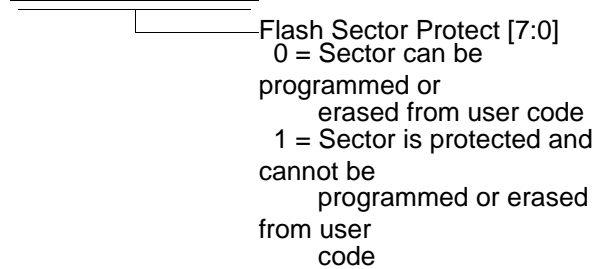 Flash Sector Protect [7:0]
0 = Sector can be
programmed or
erased from user code
1 = Sector is protected and
cannot be
programmed or erased
from user
code